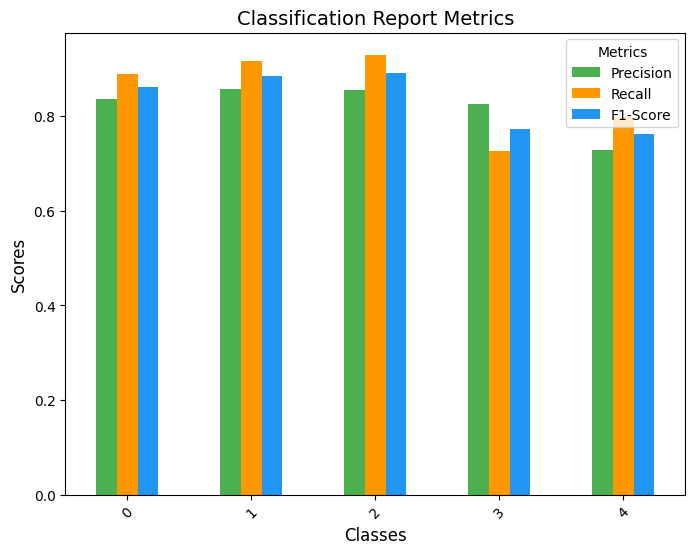 Classification Report Metrics
Metrics
Precision
Recall
F1-Score
Scores
0.8
0.6
0.4
0.2
0.0
0 1 2 3 4
Classes